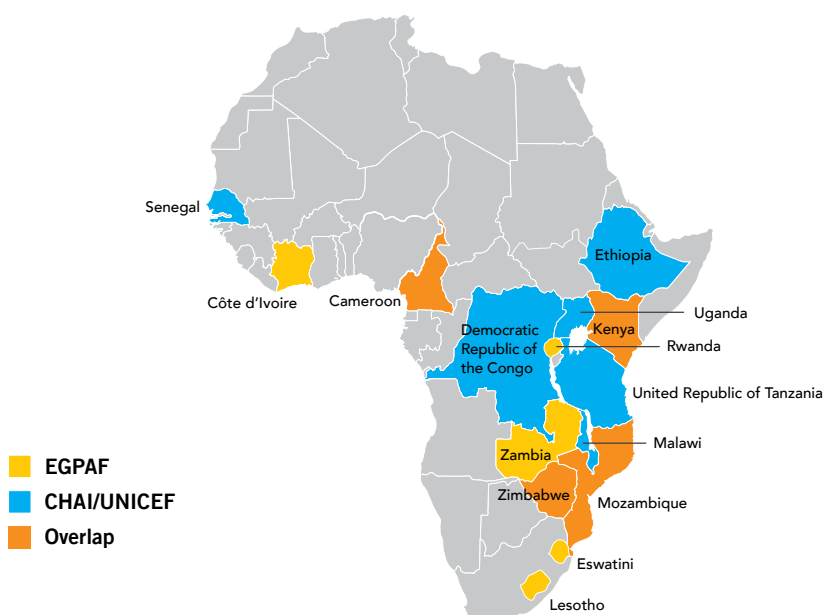 Senegal
Ethiopia
Côte d'Ivoire
Cameroon
Uganda
Democratic
Republic of
the Congo
Kenya
Rwanda
United Republic of Tanzania
Malawi
Zambia
EGPAF
CHAI/UNICEF
Overlap
Zimbabwe
Mozambique
Eswatini
Lesotho